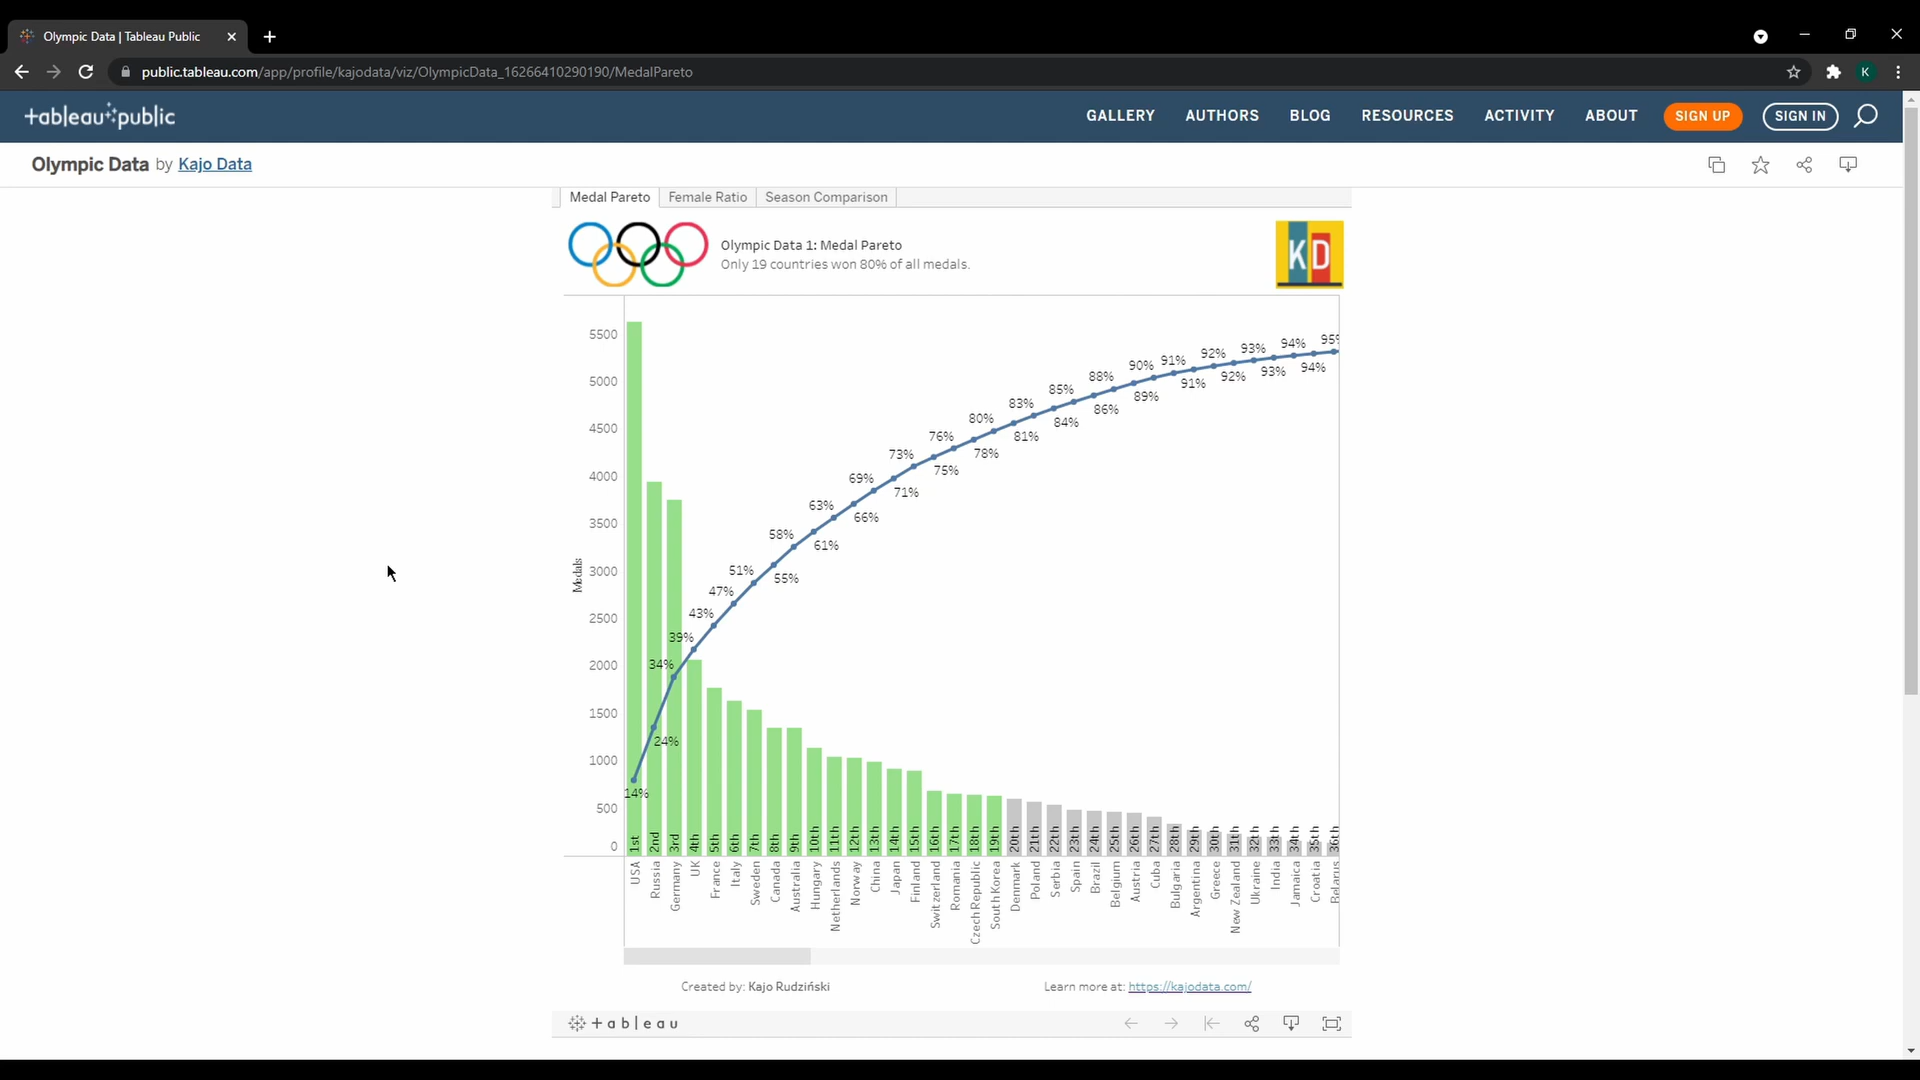 Olympic Data | Tableau Public
public.tableau.com/app/profile/kajodata/viz/OlympicData_16266410290190/MedalPareto
K
tableau public
GALLERY AUTHORS BLOG RESOURCES ACTIVITY ABOUT SIGN UP SIGN IN
Olympic Data by Kajo Data
Medal Pareto Female Ratio Season Comparison
Olympic Data 1: Medal Pareto
Only 19 countries won 80% of all medals.
KD
Medals
5500
5000
4500
4000
3500
3000
2500
2000
1500
1000
500
0
14%
24%
34%
39%
43%
47%
51%
55%
58%
61%
63%
66%
69%
71%
73%
75%
76%
78%
80%
81%
83%
84%
85%
86%
88%
89%
90%
91%
91%
92%
92%
93%
93%
94%
94%
1st
2nd
3rd
4th
5th
6th
7th
8th
9th
10th
11th
12th
13th
14th
15th
16th
17th
18th
19th
20th
21th
22th
23th
24th
25th
26th
27th
28th
29th
30th
31th
32th
33th
34th
35th
36th
USA
Russia
Germany
UK
France
Italy
Sweden
Canada
Australia
Hungary
Netherlands
Norway
China
Japan
Finland
Switzerland
Romania
Czech Republic
South Korea
Denmark
Poland
Serbia
Spain
Brazil
Belgium
Austria
Cuba
Bulgaria
Argentina
Greece
New Zealand
Ukraine
India
Jamaica
Croatia
Belarus
Created by: Kajo Rudziński
Learn more at: https://kajodata.com/
+ a b | e a u